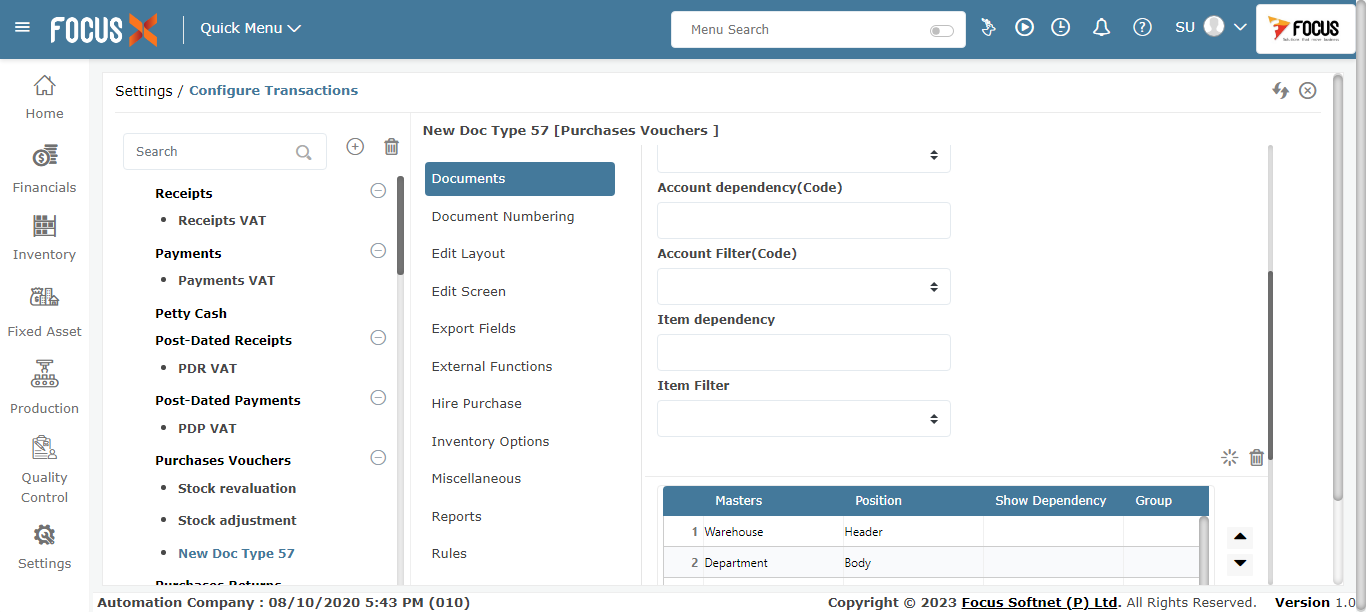 FOCUS X
Quick Menu
Menu Search
SU
FOCUS
Settings / Configure Transactions
Home
Financials
Inventory
Fixed Asset
Production
Quality
Control
Settings
Search
Receipts
Receipts VAT
Payments
Payments VAT
Petty Cash
Post-Dated Receipts
PDR VAT
Post-Dated Payments
PDP VAT
Purchases Vouchers
Stock revaluation
Stock adjustment
New Doc Type 57
Purchases Returns
New Doc Type 57 [Purchases Vouchers ]
Documents
Document Numbering
Edit Layout
Edit Screen
Export Fields
External Functions
Hire Purchase
Inventory Options
Miscellaneous
Reports
Rules
Account dependency(Code)
Account Filter(Code)
Item dependency
Item Filter
Masters Position Show Dependency Group
1 Warehouse Header
2 Department Body
Automation Company : 08/10/2020 5:43 PM (010)
Copyright © 2023 Focus Softnet (P) Ltd. All Rights Reserved. Version 1.0